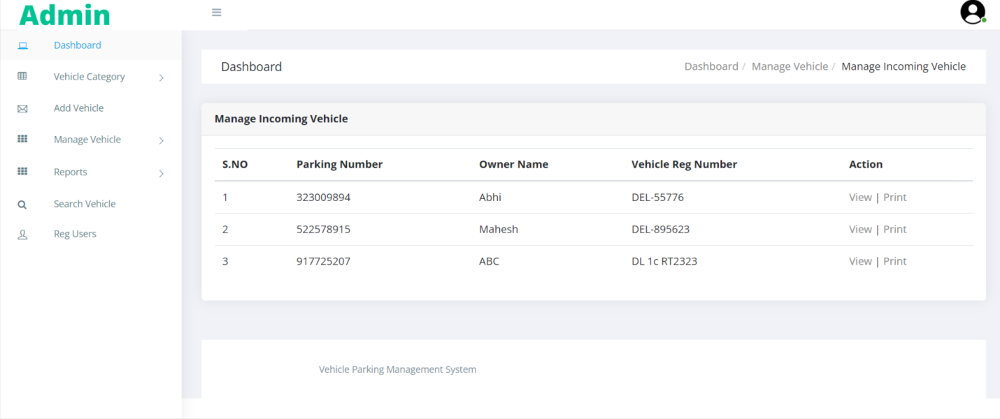 Admin
Dashboard
Vehicle Category
Add Vehicle
Manage Vehicle
Reports
Search Vehicle
Reg Users
Dashboard
Dashboard / Manage Vehicle / Manage Incoming Vehicle
Manage Incoming Vehicle
S.NO Parking Number Owner Name Vehicle Reg Number Action
1 323009894 Abhi DEL-55776 View | Print
2 522578915 Mahesh DEL-895623 View | Print
3 917725207 ABC DL 1c RT2323 View | Print
Vehicle Parking Management System